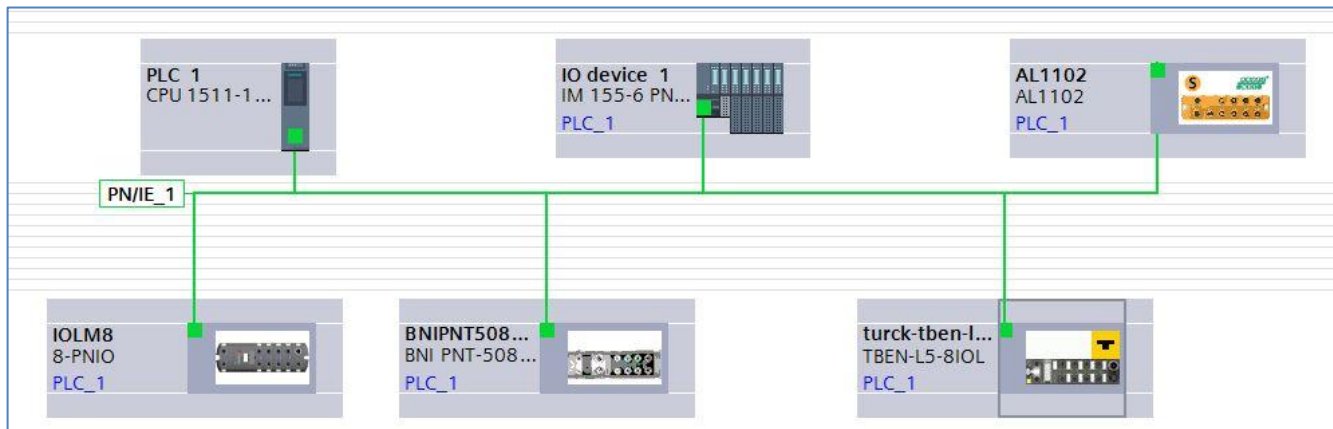 PLC_1
CPU 1511-1...
IO device_1
IM 155-6 PN...
PLC_1
AL1102
AL1102
PLC_1
PN/IE_1
IOLM8
8-PNIO
PLC_1
BNIPNT508...
BNI PNT-508...
PLC_1
turck-tben-l...
TBEN-L5-8IOL
PLC_1